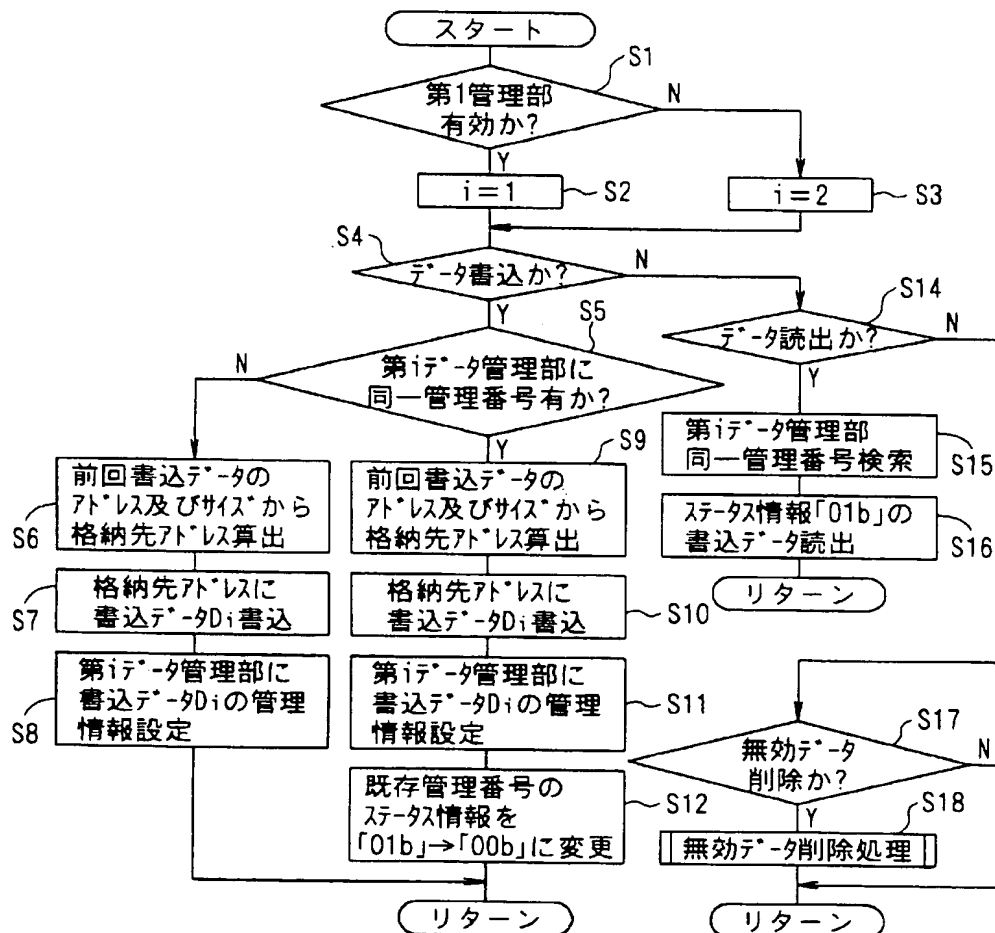 スタート
S1
第1管理部
有効か?
N
Y
i=1
S2
i=2
S3
S4
データ書込か?
N
Y
S5
S14
データ読出か?
N
Y
N
第iデータ管理部に
同一管理番号有か?
Y
S9
第iデータ管理部
同一管理番号検索
S15
前回書込データの
アドレス及びサイズから
格納先アドレス算出
S6
前回書込データの
アドレス及びサイズから
格納先アドレス算出
ステータス情報「01b」の
書込データ読出
S16
リターン
格納先アドレスに
書込データDi書込
S7
格納先アドレスに
書込データDi書込
S10
第iデータ管理部に
書込データDiの管理
情報設定
S8
第iデータ管理部に
書込データDiの管理
情報設定
S11
S17
無効データ
削除か?
N
Y
既存管理番号の
ステータス情報を
「01b」→「00b」に変更
S12
S18
無効データ削除処理
リターン
リターン